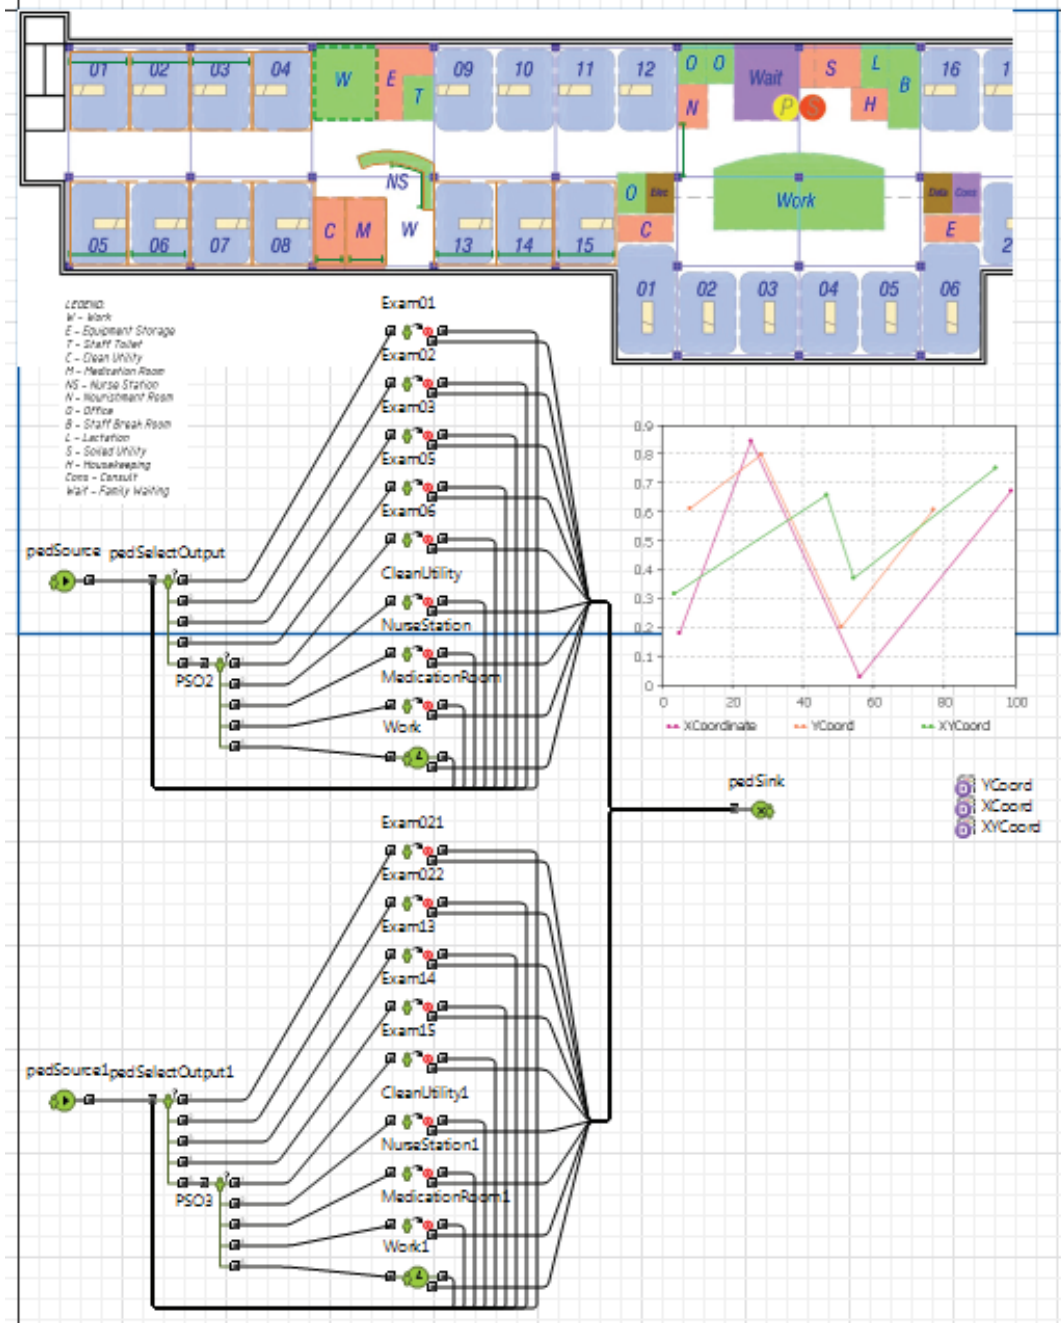 01 02 03 04 W E T 09 10 11 12 O O N Wait P S S L H B 16 1
NS
05 06 07 08 C M W 13 14 15 O Elec C Work Data Cons E 2
01 02 03 04 05 06
LEGEND:
W - Work
E - Equipment Storage
T - Staff Toilet
C - Clean Utility
M - Medication Room
NS - Nurse Station
N - Nourishment Room
O - Office
B - Staff Break Room
L - Lactation
S - Soiled Utility
H - Housekeeping
Cons - Consult
Wait - Family Waiting
Exam01
Exam02
Exam03
Exam05
Exam06
CleanUtility
NurseStation
MedicationRoom
Work
pedSource pedSelectOutput
PSO2
0.9
0.8
0.7
0.6
0.5
0.4
0.3
0.2
0.1
0
0 20 40 60 80 100
XCoordinate YCoord XYCoord
pedSink
YCoord
XCoord
XYCoord
Exam021
Exam022
Exam13
Exam14
Exam15
CleanUtility1
NurseStation1
MedicationRoom1
Work1
pedSource1 pedSelectOutput1
PSO3